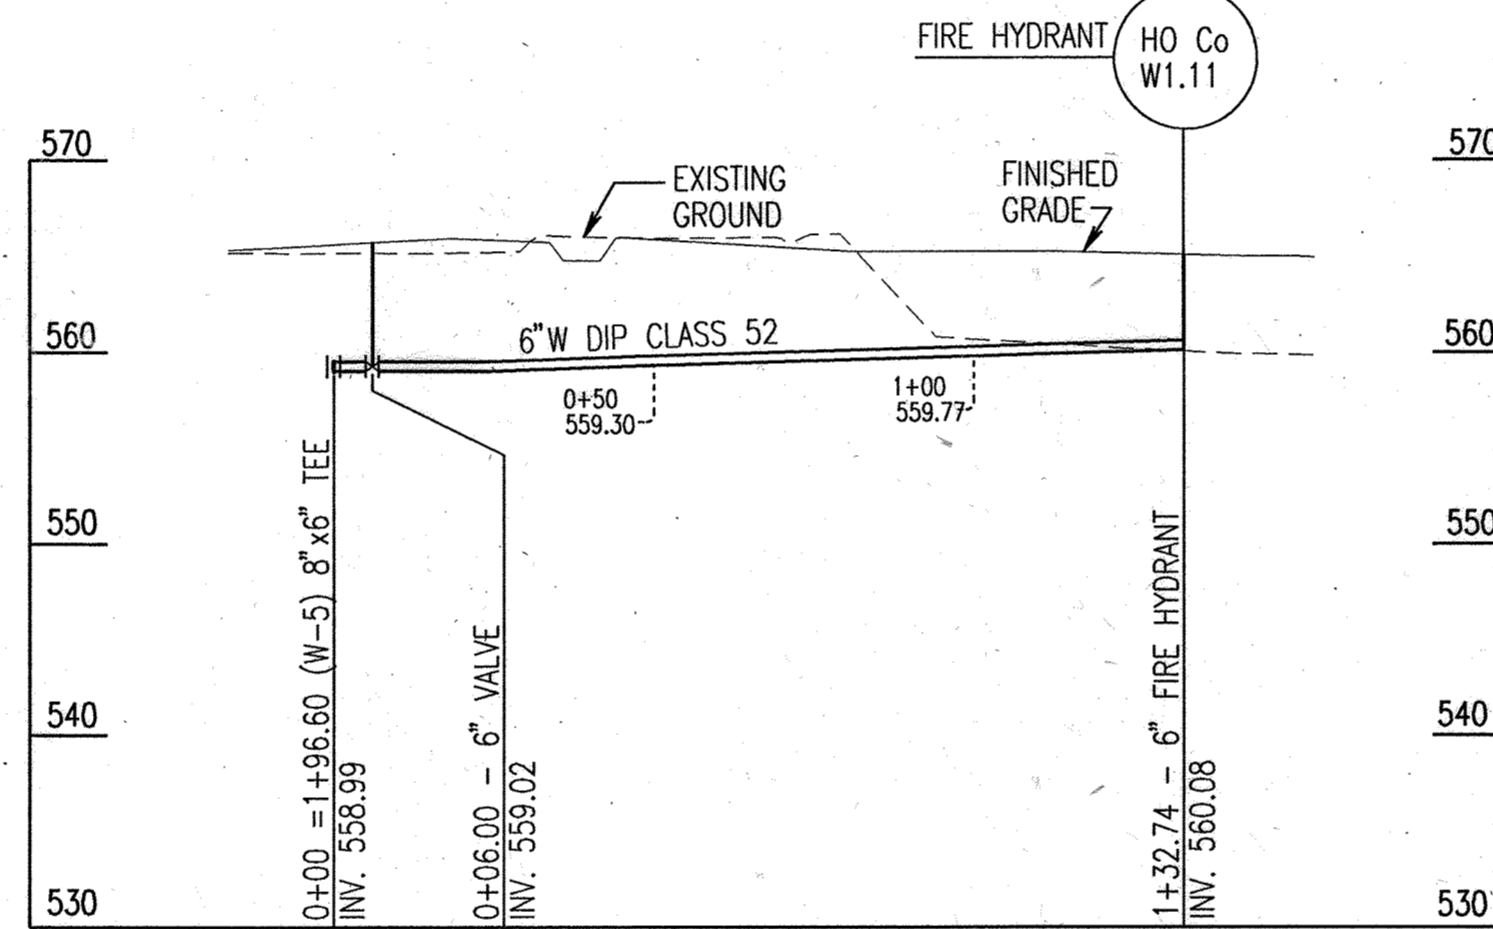 FIRE HYDRANT
HO Co
W1.11
570
570
EXISTING
GROUND
FINISHED
GRADE
560
560
6"W DIP CLASS 52
0+50
559.30
1+00
559.77
550
550
540
540
530
530
0+00 =1+96.60 (W-5) 8"x6" TEE
INV. 558.99
0+06.00 - 6" VALVE
INV. 559.02
1+32.74 - 6" FIRE HYDRANT
INV. 560.08